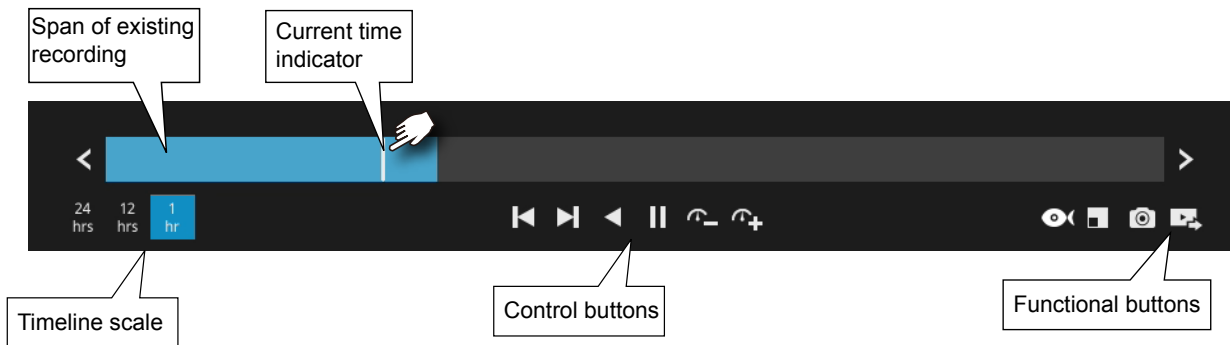 Span of existing
recording
Current time
indicator
24
hrs
12
hrs
1
hr
Timeline scale
Control buttons
Functional buttons